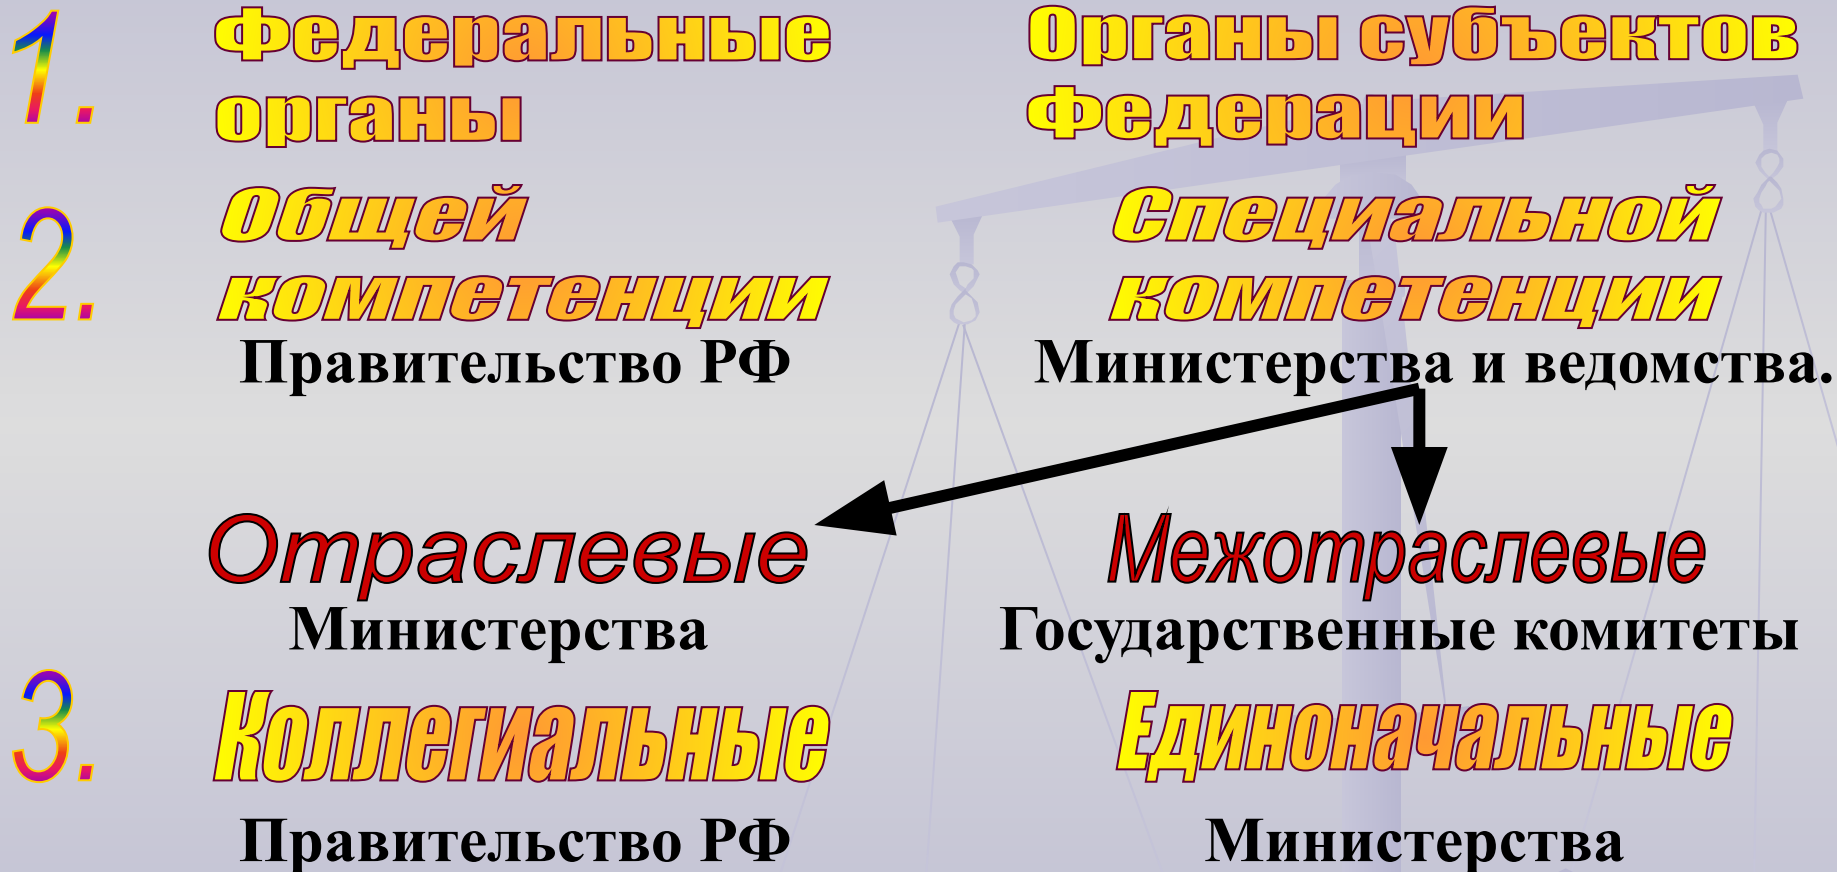 1.
Федеральные
органы
Органы субъектов
Федерации
2.
Общей
компетенции
Правительство РФ
Специальной
компетенции
Министерства и ведомства.
Отраслевые
Министерства
Межотраслевые
Государственные комитеты
3.
Коллегиальные
Правительство РФ
Единоначальные
Министерства